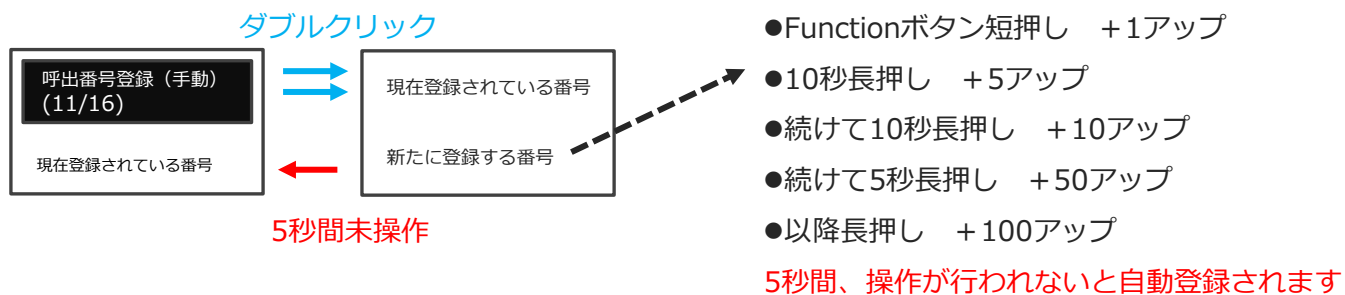 ダブルクリック
呼出番号登録（手動）
(11/16)
現在登録されている番号
現在登録されている番号
新たに登録する番号
5秒間未操作
●Functionボタン短押し　＋1アップ
●10秒長押し　＋5アップ
●続けて10秒長押し　＋10アップ
●続けて5秒長押し　＋50アップ
●以降長押し　＋100アップ
5秒間、操作が行われないと自動登録されます